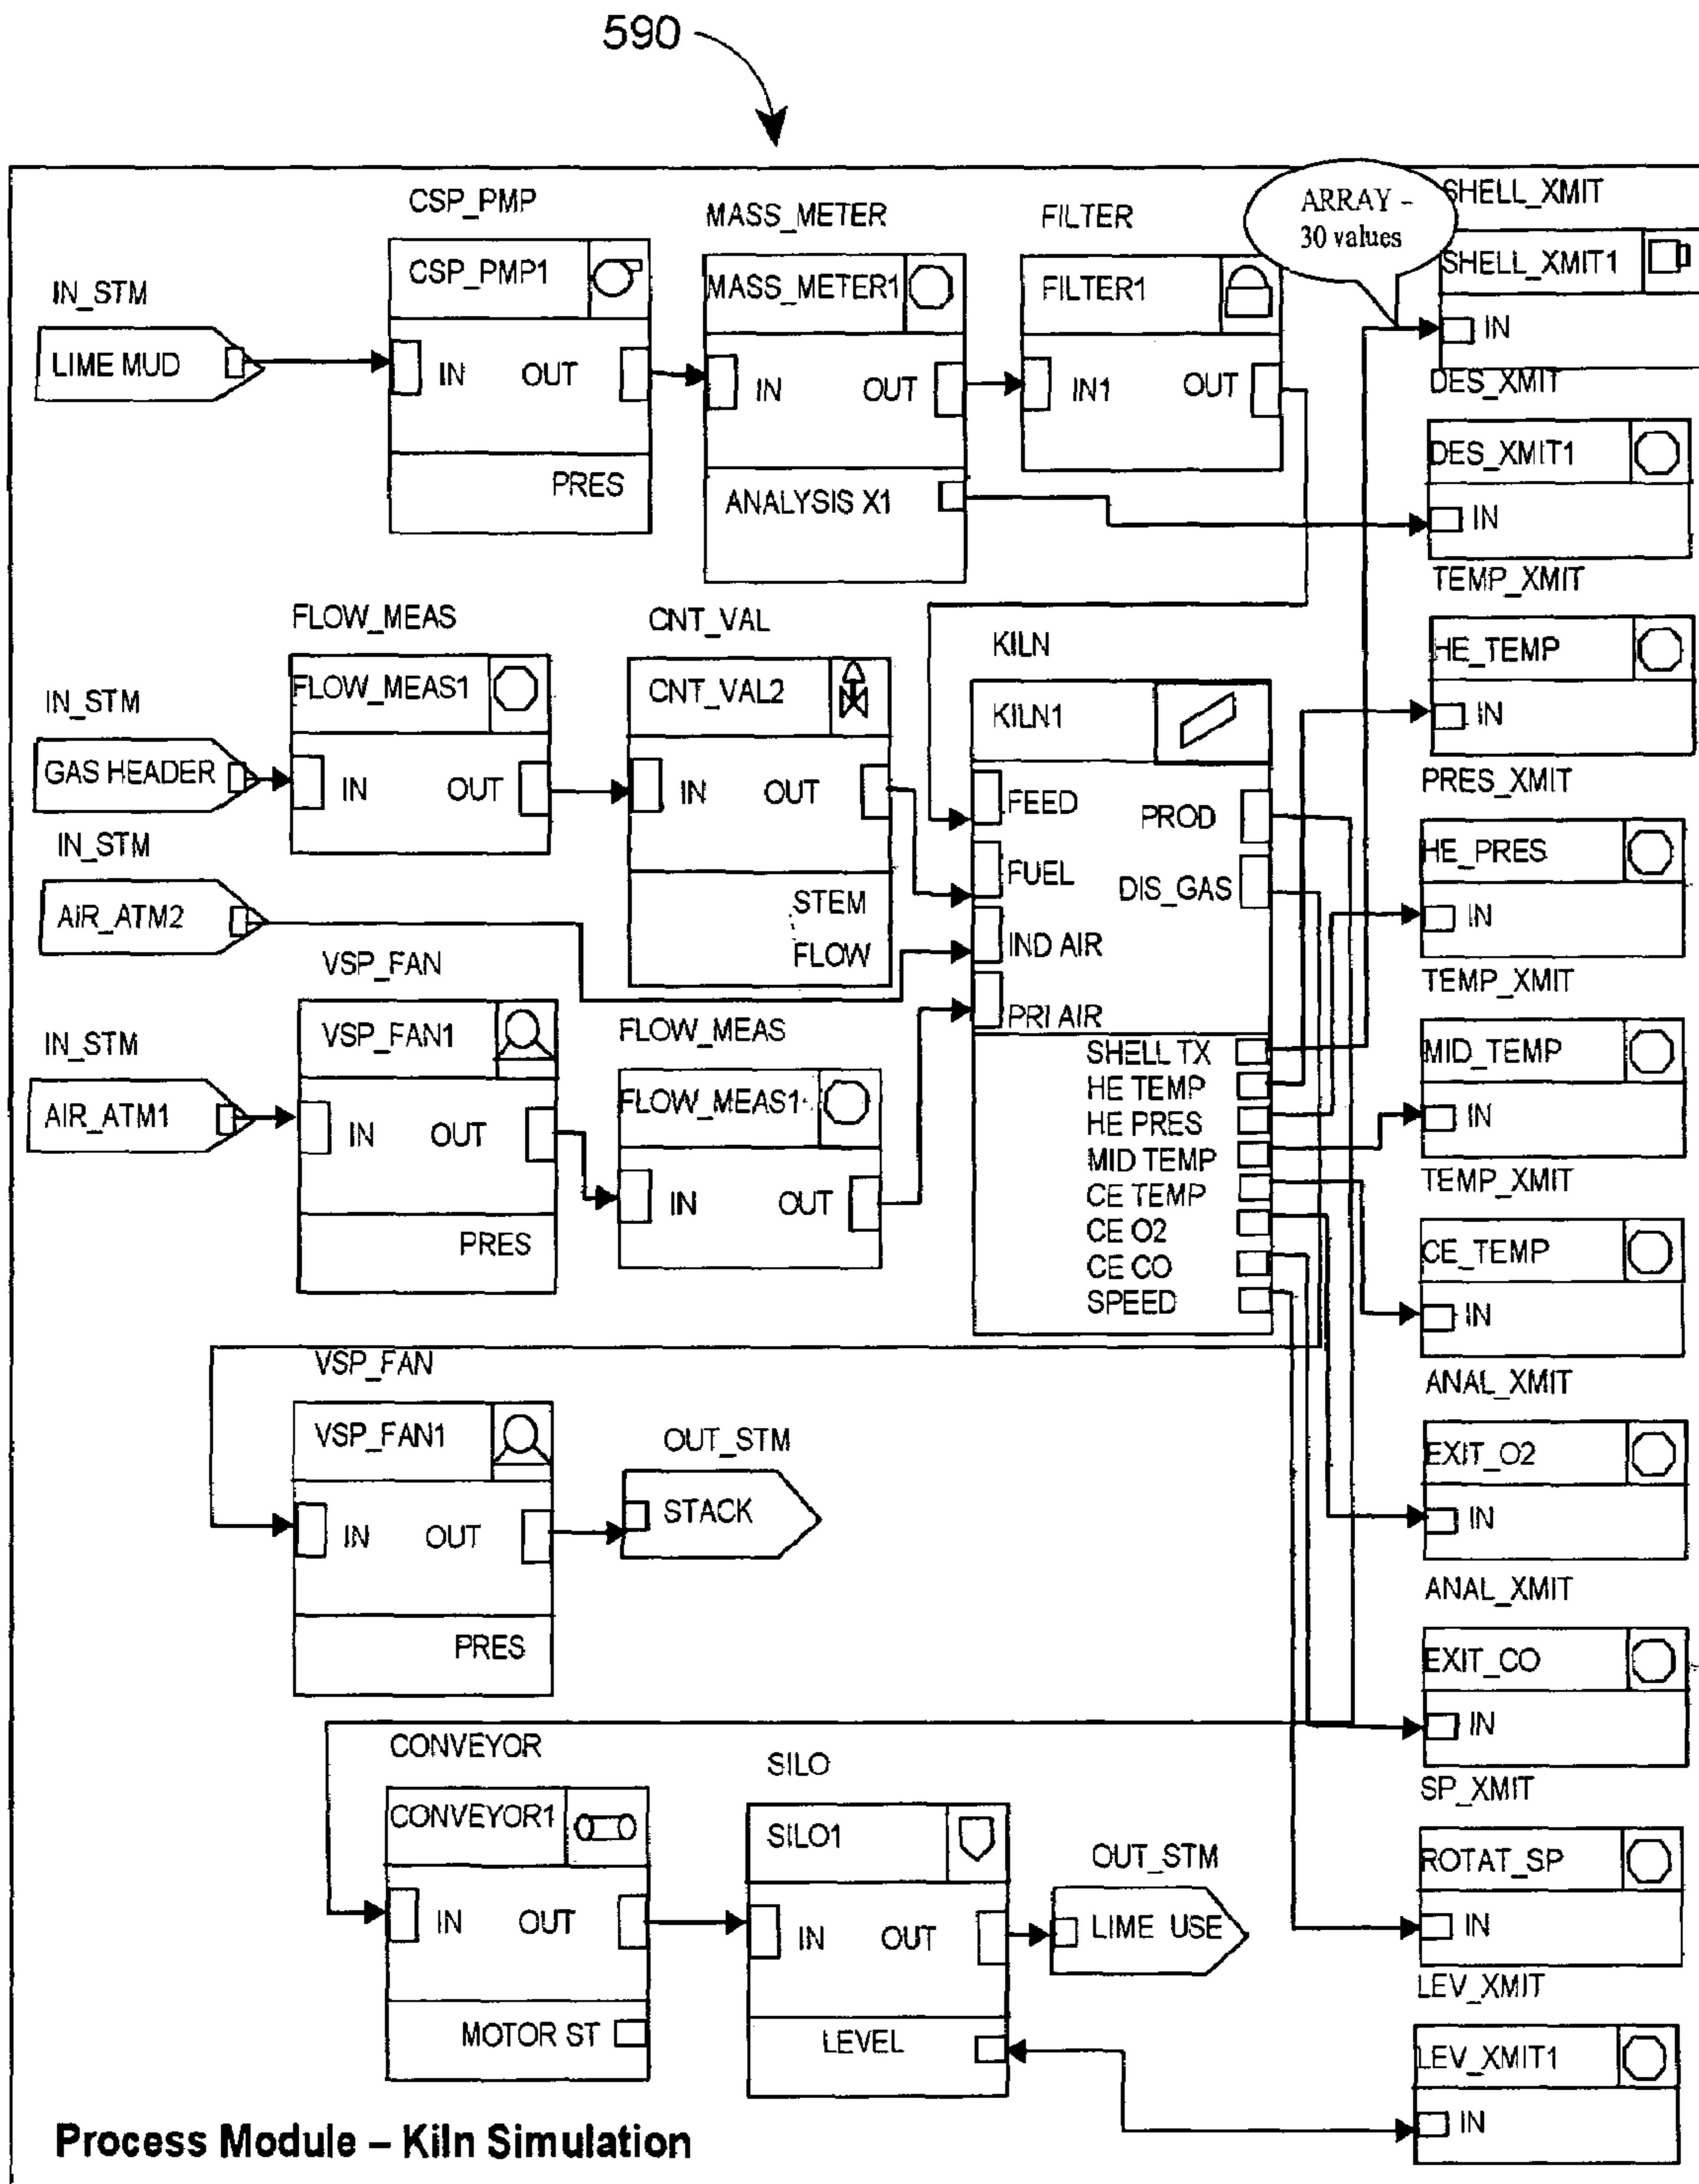 590
CSP_PMP
CSP_PMP1
IN OUT
PRES
MASS_METER
MASS_METER1
IN OUT
ANALYSIS X1
FILTER
FILTER1
IN1 OUT
ARRAY -
30 values
SHELL_XMIT
SHELL_XMIT1
IN
IN_STM
LIME MUD
DES_XMIT
DES_XMIT1
IN
TEMP_XMIT
HE_TEMP
IN
FLOW_MEAS
FLOW_MEAS1
IN OUT
CNT_VAL
CNT_VAL2
IN OUT
STEM
FLOW
KILN
KILN1
FEED
FUEL
IND AIR
PRI AIR
PROD
DIS_GAS
SHELL TX
HE TEMP
HE PRES
MID TEMP
CE TEMP
CE O2
CE CO
SPEED
IN_STM
GAS HEADER
IN_STM
AIR_ATM2
PRES_XMIT
HE_PRES
IN
VSP_FAN
VSP_FAN1
IN OUT
PRES
FLOW_MEAS
FLOW_MEAS1
IN OUT
IN_STM
AIR_ATM1
TEMP_XMIT
MID_TEMP
IN
TEMP_XMIT
CE_TEMP
IN
VSP_FAN
VSP_FAN1
IN OUT
PRES
OUT_STM
STACK
ANAL_XMIT
EXIT_O2
IN
ANAL_XMIT
EXIT_CO
IN
CONVEYOR
CONVEYOR1
IN OUT
MOTOR ST
SILO
SILO1
IN OUT
LEVEL
OUT_STM
LIME USE
SP_XMIT
ROTAT_SP
IN
LEV_XMIT
LEV_XMIT1
IN
Process Module – Kiln Simulation